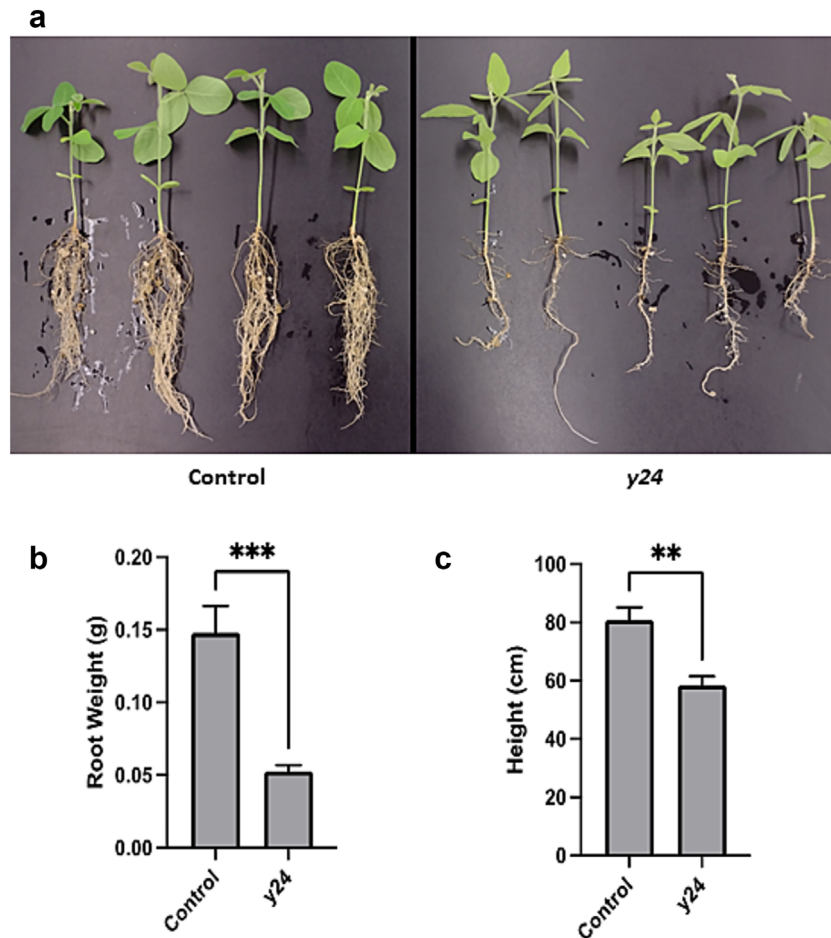 a
Control
y24
b
***
Root Weight (g)
0.20
0.15
0.10
0.05
0.00
Control
y24
c
**
Height (cm)
100
80
60
40
20
0
Control
y24